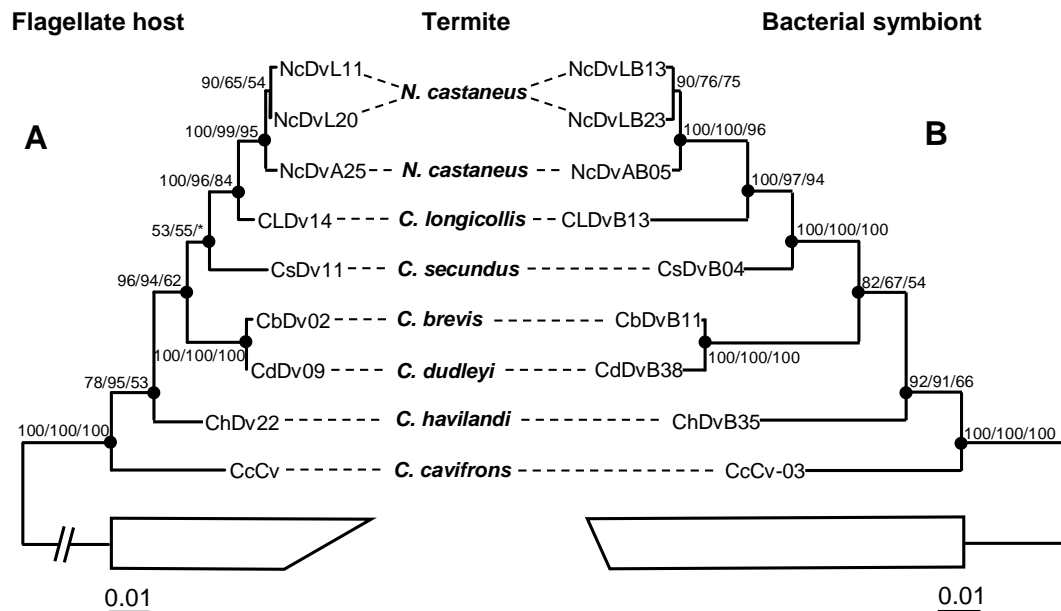 Flagellate host Termite Bacterial symbiont
NcDvL11 NcDvLB13
90/65/54 N. castaneus 90/76/75
NcDvL20 NcDvLB23
A 100/99/95 100/100/96 B
NcDvA25 N. castaneus NcDvAB05
100/96/84 100/97/94
CLDv14 C. longicollis CLDvB13
53/55/* 100/100/100
CsDv11 C. secundus CsDvB04
96/94/62 82/67/54
CbDv02 C. brevis CbDvB11
100/100/100 100/100/100
CdDv09 C. dudleyi CdDvB38
78/95/53 92/91/66
ChDv22 C. havilandi ChDvB35
100/100/100 100/100/100
CcCv C. cavifrons CcCv-03
0.01 0.01